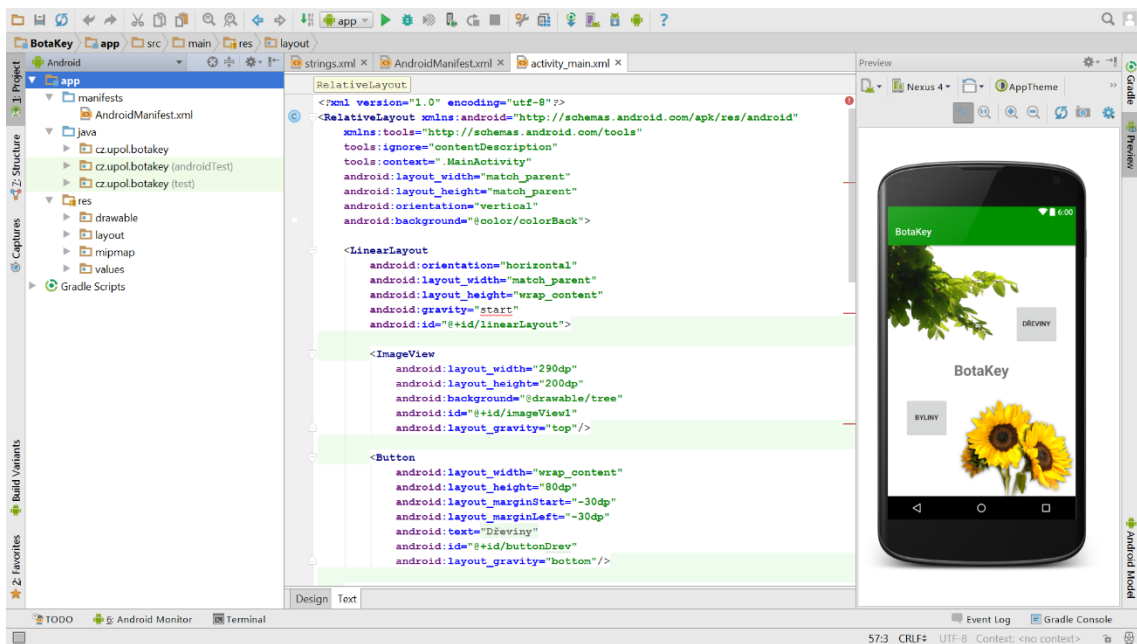 app
BotaKey app src main res layout
Android
strings.xml AndroidManifest.xml activity_main.xml
Preview
1: Project
7: Structure
Captures
Build Variants
2: Favorites
app
manifests
AndroidManifest.xml
java
cz.upol.botakey
cz.upol.botakey (androidTest)
cz.upol.botakey (test)
res
drawable
layout
mipmap
values
Gradle Scripts
RelativeLayout
<?xml version="1.0" encoding="utf-8"?>
<RelativeLayout xmlns:android="http://schemas.android.com/apk/res/android"
xmlns:tools="http://schemas.android.com/tools"
tools:ignore="contentDescription"
tools:context=".MainActivity"
android:layout_width="match_parent"
android:layout_height="match_parent"
android:orientation="vertical"
android:background="@color/colorBack">
<LinearLayout
android:orientation="horizontal"
android:layout_width="match_parent"
android:layout_height="wrap_content"
android:gravity="start"
android:id="@+id/linearLayout">
<ImageView
android:layout_width="290dp"
android:layout_height="200dp"
android:background="@drawable/tree"
android:id="@+id/imageView1"
android:layout_gravity="top"/>
<Button
android:layout_width="wrap_content"
android:layout_height="80dp"
android:layout_marginStart="-30dp"
android:layout_marginLeft="-30dp"
android:text="Dřeviny"
android:id="@+id/buttonDrev"
android:layout_gravity="bottom"/>
Design Text
Nexus 4 AppTheme
6:00
BotaKey
DŘEVINY
BotaKey
BYLINY
Gradle
Preview
Android Model
TODO 6: Android Monitor Terminal
Event Log Gradle Console
57:3 CRLF UTF-8 Context: <no context>